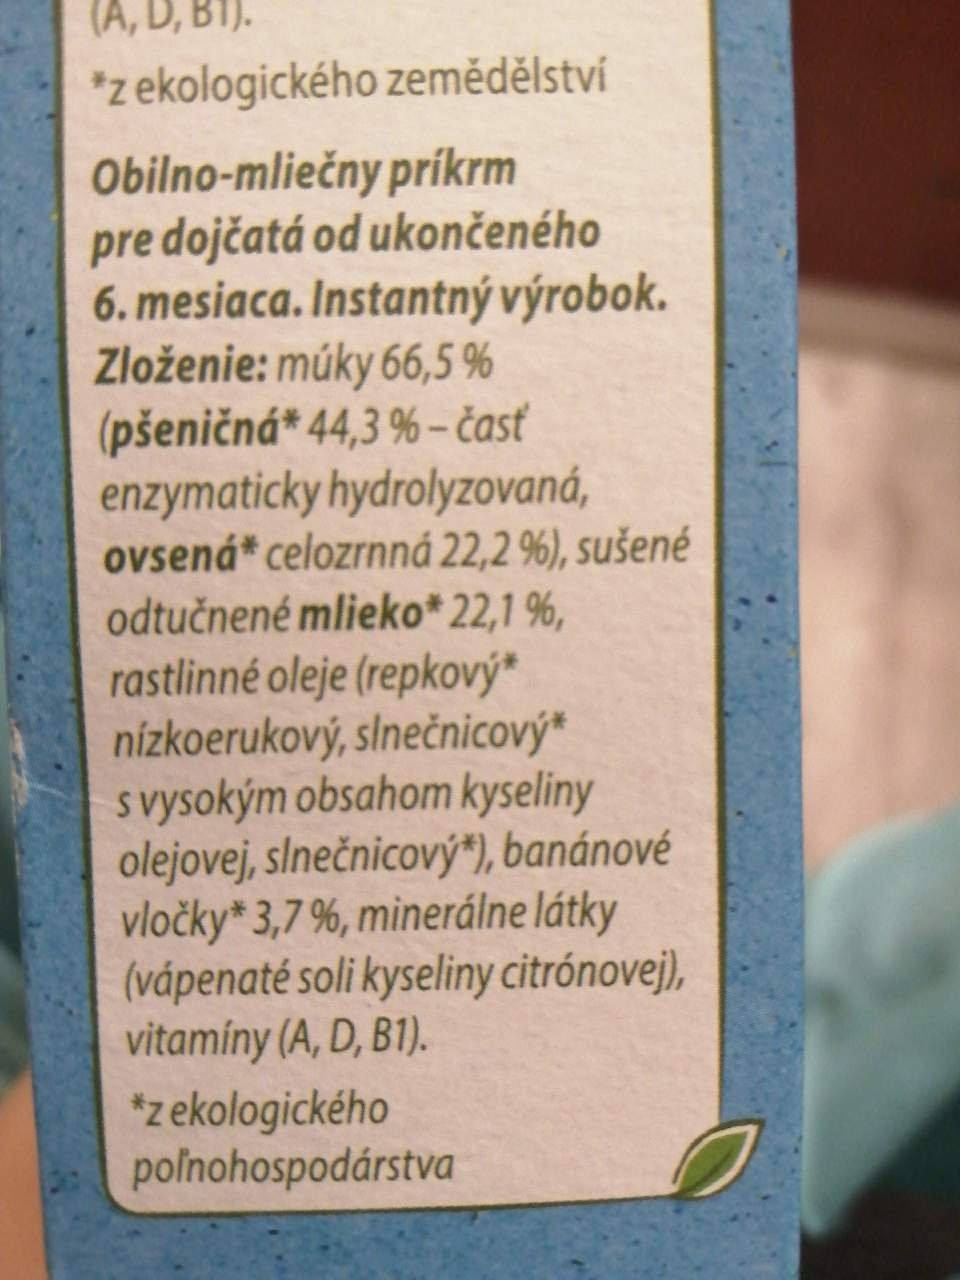 (A, D, B1).
*z ekologického zemědělství
Obilno-mliečny príkrm
pre dojčatá od ukončeného
6. mesiaca. Instantný výrobok.
Zloženie: múky 66,5 %
(pšeničná* 44,3 % – časť
enzymaticky hydrolyzovaná,
ovsená* celozrnná 22,2 %), sušené
odtučnené mlieko* 22,1 %,
rastlinné oleje (repkový*
nízkoerukový, slnečnicový*
s vysokým obsahom kyseliny
olejovej, slnečnicový*), banánové
vločky* 3,7 %, minerálne látky
(vápenaté soli kyseliny citrónovej),
vitamíny (A, D, B1).
*z ekologického
poľnohospodárstva